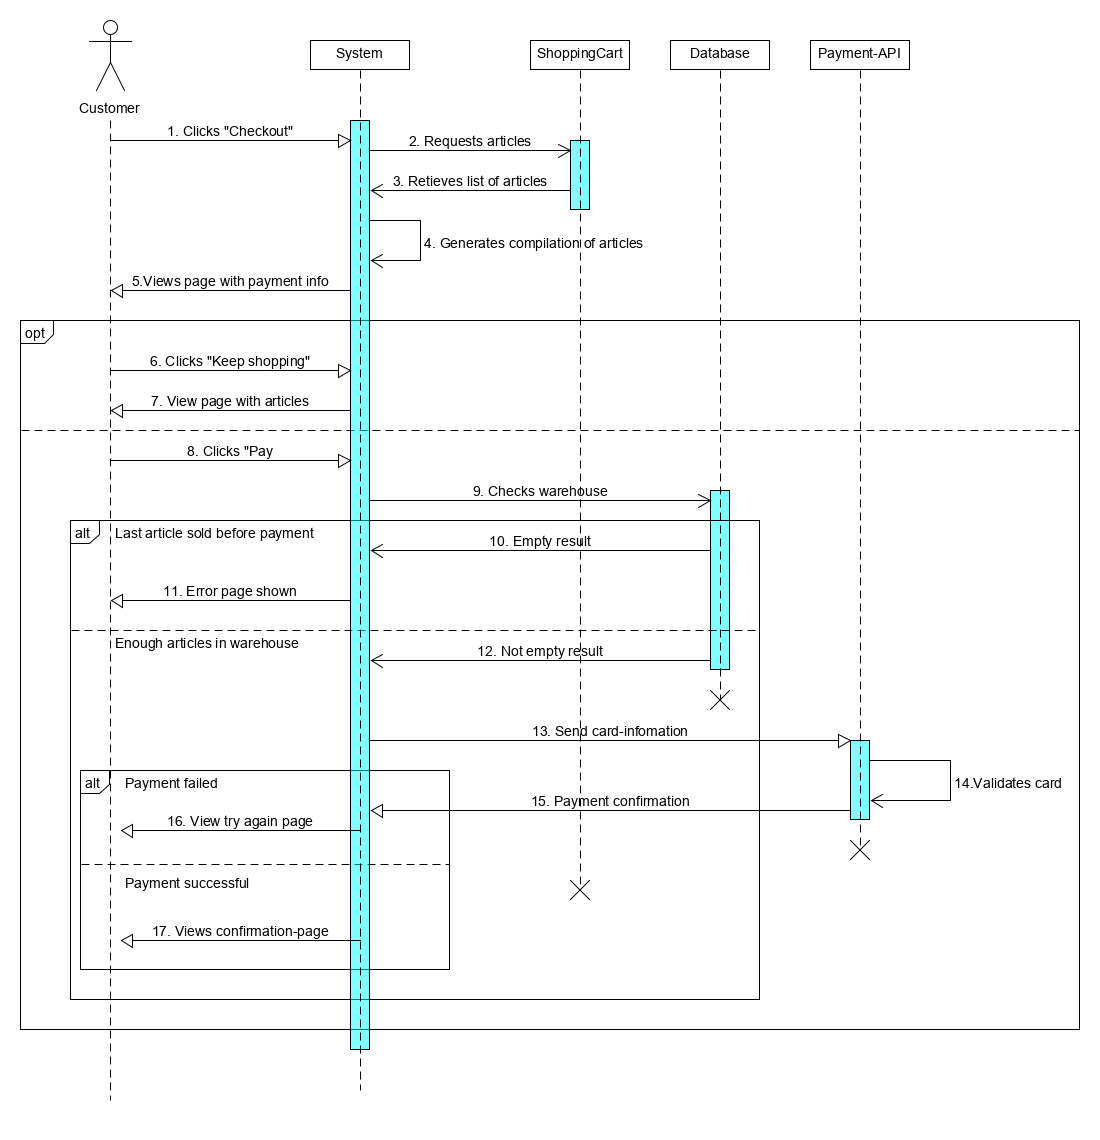 System
ShoppingCart
Database
Payment-API
Customer
1. Clicks "Checkout"
2. Requests articles
3. Retieves list of articles
4. Generates compilation of articles
5.Views page with payment info
opt
6. Clicks "Keep shopping"
7. View page with articles
8. Clicks "Pay
9. Checks warehouse
alt
Last article sold before payment
10. Empty result
11. Error page shown
Enough articles in warehouse
12. Not empty result
13. Send card-infomation
alt
Payment failed
14.Validates card
15. Payment confirmation
16. View try again page
Payment successful
17. Views confirmation-page